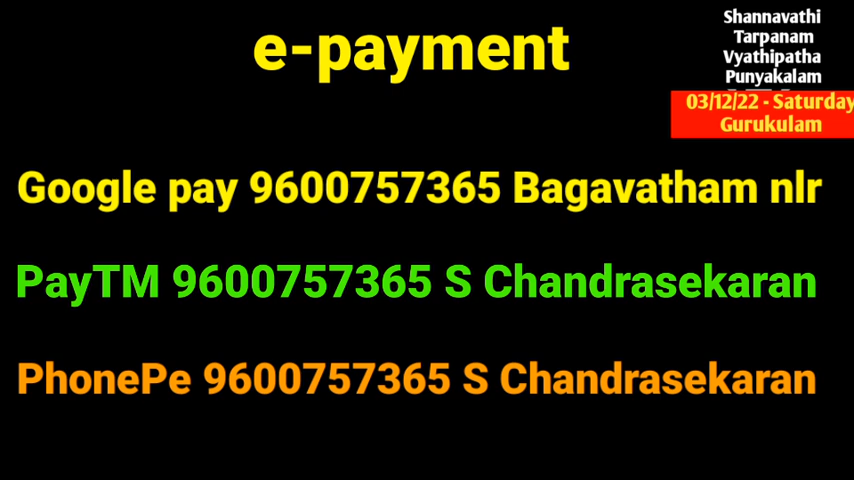 e-payment
Shannavathi
Tarpanam
Vyathipatha
Punyakalam
03/12/22 - Saturday
Gurukulam
Google pay 9600757365 Bagavatham nlr
PayTM 9600757365 S Chandrasekaran
PhonePe 9600757365 S Chandrasekaran